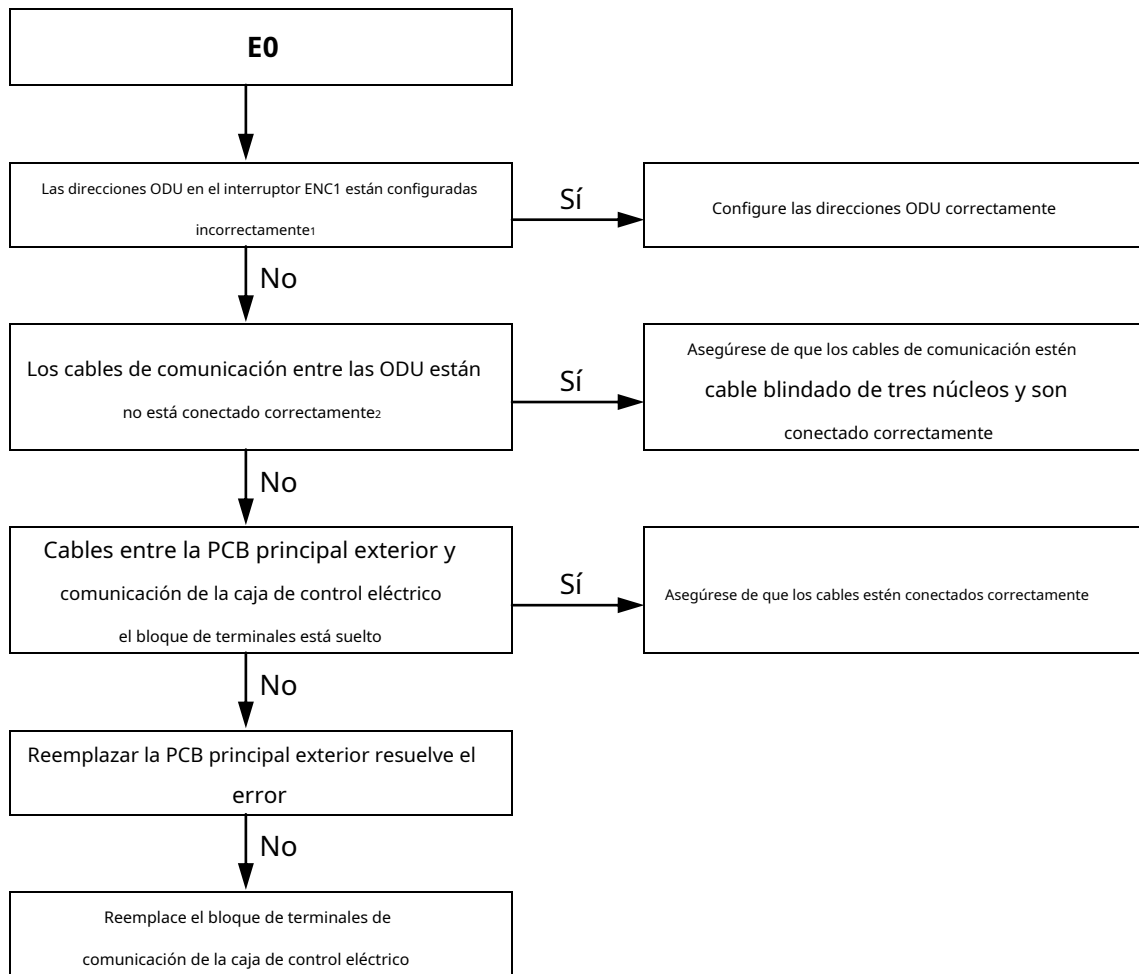 E0
Las direcciones ODU en el interruptor ENC1 están configuradas
incorrectamente1
Sí
Configure las direcciones ODU correctamente
No
Los cables de comunicación entre las ODU están
no está conectado correctamente2
Sí
Asegúrese de que los cables de comunicación estén
cable blindado de tres núcleos y son
conectado correctamente
No
Cables entre la PCB principal exterior y
comunicación de la caja de control eléctrico
el bloque de terminales está suelto
Sí
Asegúrese de que los cables estén conectados correctamente
No
Reemplazar la PCB principal exterior resuelve el
error
No
Reemplace el bloque de terminales de
comunicación de la caja de control eléctrico